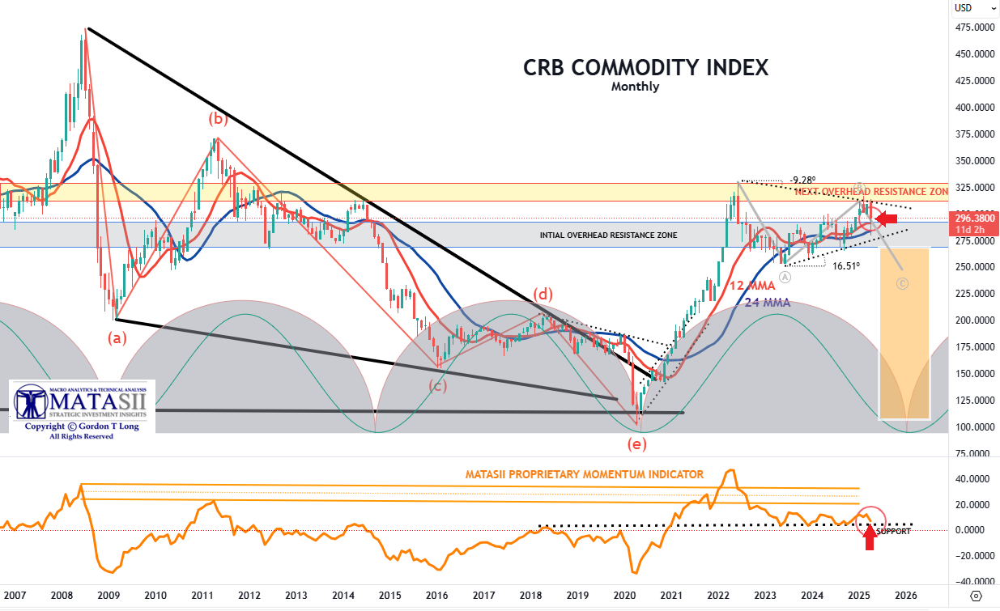 USD
475.0000
450.0000
425.0000
400.0000
375.0000
350.0000
325.0000
296.3800
11d 2h
275.0000
250.0000
225.0000
200.0000
175.0000
150.0000
125.0000
100.0000
75.0000
CRB COMMODITY INDEX
Monthly
(b)
-9.28º
(B)
NEXT OVERHEAD RESISTANCE ZON
INTIAL OVERHEAD RESISTANCE ZONE
16.51º
A
C
12 MMA
24 MMA
(d)
(a)
(c)
(e)
MACRO ANALYTICS & TECHNICAL ANALYSIS
MATASII
STRATEGIC INVESTMENT INSIGHTS
Copyright © Gordon T Long
All Rights Reserved
MATASII PROPRIETARY MOMENTUM INDICATOR
SUPPORT
40.0000
20.0000
0.0000
-20.0000
-40.0000
2007 2008 2009 2010 2011 2012 2013 2014 2015 2016 2017 2018 2019 2020 2021 2022 2023 2024 2025 2026